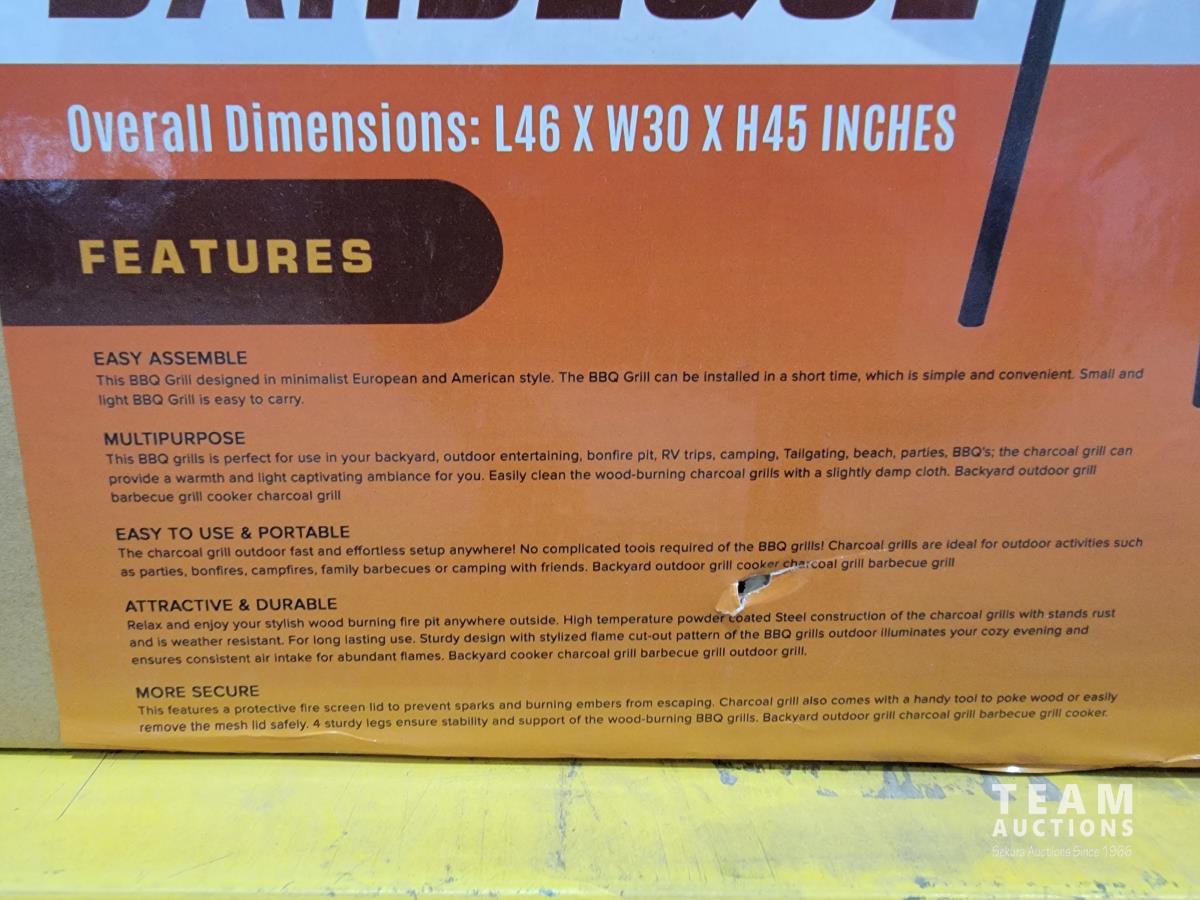 BARBEQUE
Overall Dimensions: L46 X W30 X H45 INCHES
FEATURES
EASY ASSEMBLE
This BBQ Grill designed in minimalist European and American style. The BBQ Grill can be installed in a short time, which is simple and convenient. Small and
light BBQ Grill is easy to carry.
MULTIPURPOSE
This BBQ grills is perfect for use in your backyard, outdoor entertaining, bonfire pit, RV trips, camping, Tailgating, beach, parties, BBQ's; the charcoal grill can
provide a warmth and light captivating ambiance for you. Easily clean the wood-burning charcoal grills with a slightly damp cloth. Backyard outdoor grill
barbecue grill cooker charcoal grill
EASY TO USE & PORTABLE
The charcoal grill outdoor fast and effortless setup anywhere! No complicated tools required of the BBQ grills! Charcoal grills are ideal for outdoor activities such
as parties, bonfires, campfires, family barbecues or camping with friends. Backyard outdoor grill cooker charcoal grill barbecue grill
ATTRACTIVE & DURABLE
Relax and enjoy your stylish wood burning fire pit anywhere outside. High temperature powder coated Steel construction of the charcoal grills with stands rust
and is weather resistant. For long lasting use. Sturdy design with stylized flame cut-out pattern of the BBQ grills outdoor illuminates your cozy evening and
ensures consistent air intake for abundant flames. Backyard cooker charcoal grill barbecue grill outdoor grill.
MORE SECURE
This features a protective fire screen lid to prevent sparks and burning embers from escaping. Charcoal grill also comes with a handy tool to poke wood or easily
remove the mesh lid safely. 4 sturdy legs ensure stability and support of the wood-burning BBQ grills. Backyard outdoor grill charcoal grill barbecue grill cooker.
TEAM
AUCTIONS
Sekura Auctions Since 1966